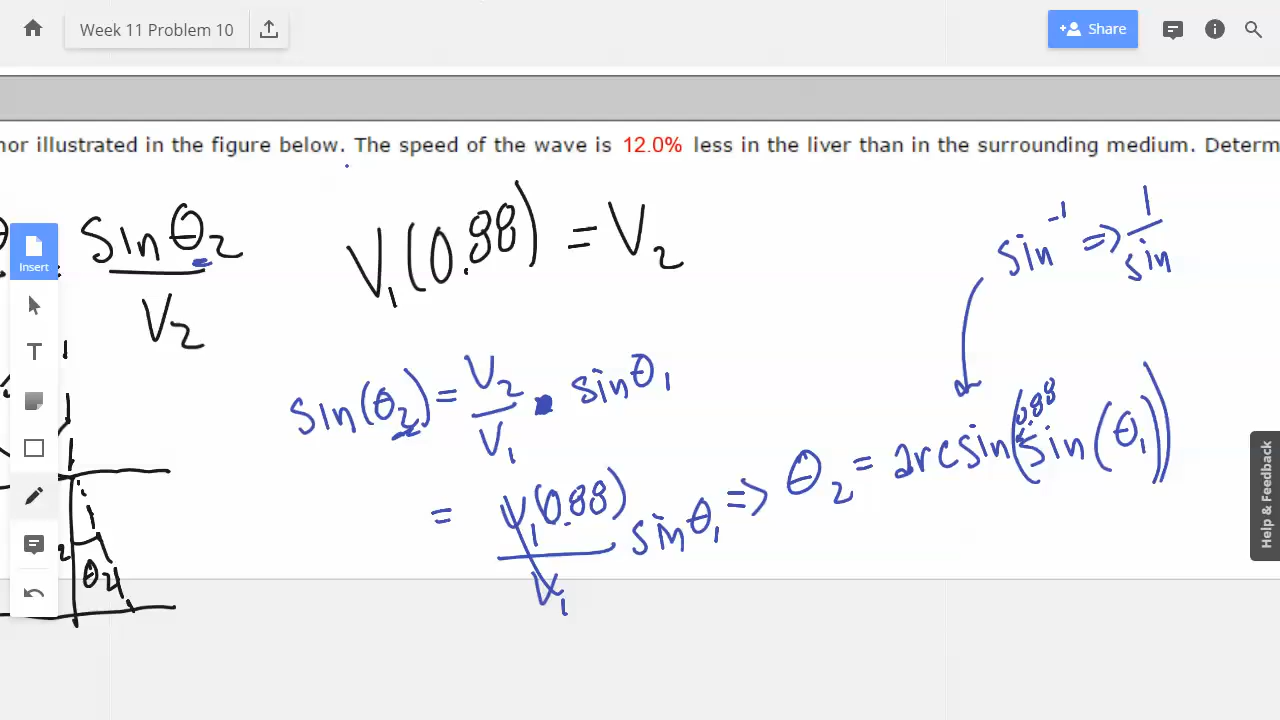 Week 11 Problem 10
Share
nor illustrated in the figure below. The speed of the wave is 12.0% less in the liver than in the surrounding medium. Determ
Insert
T
sinθ2
V2
V1(0.88) = V2
sin⁻¹ => 1/sin
sin(θ2) = V2/V1 · sinθ1
= V1(0.88)/V1 sinθ1 => θ2 = arcsin(0.88 sin(θ1))
θ2
Help & Feedback